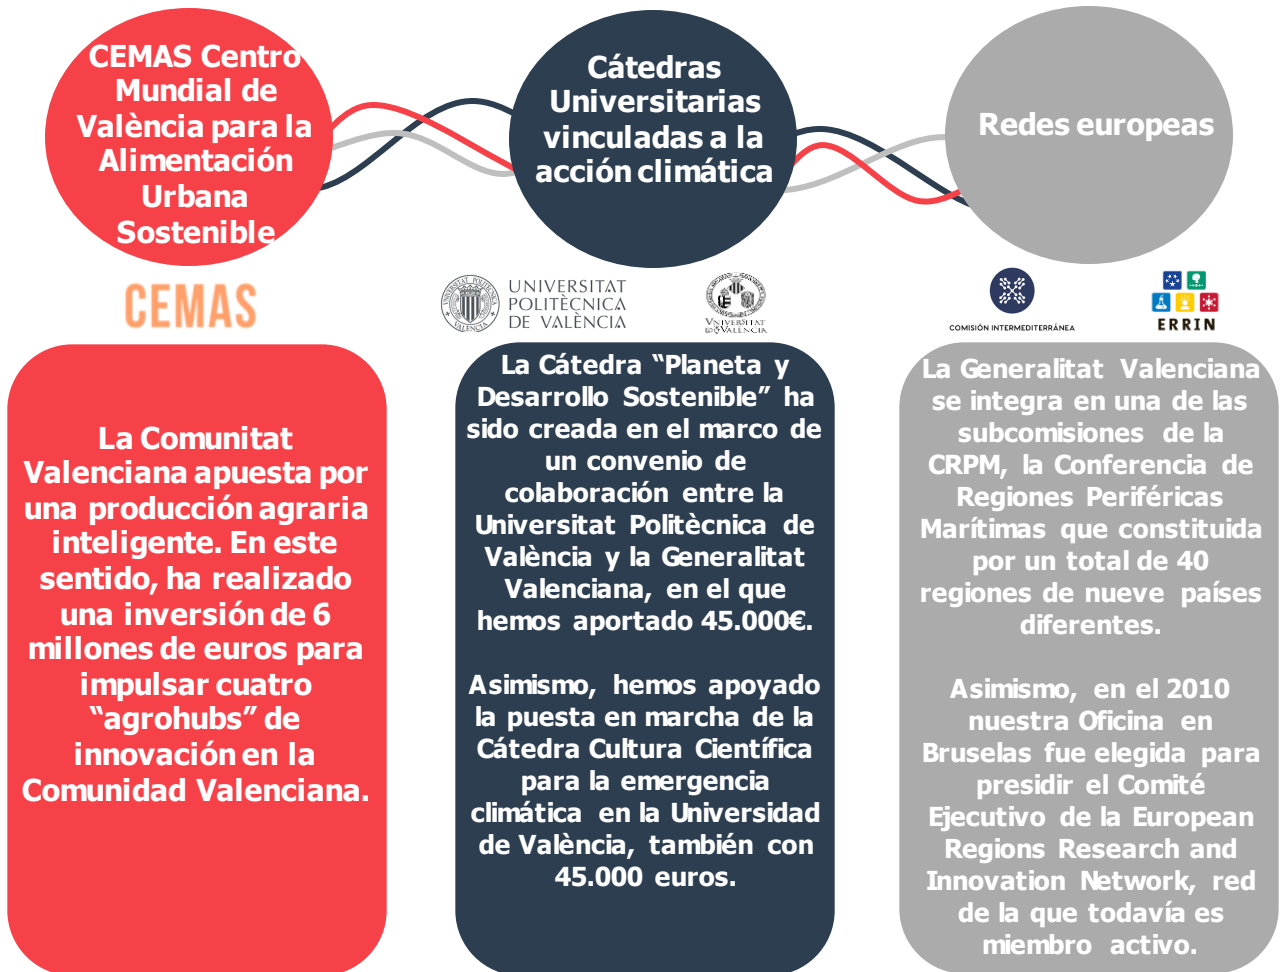 CEMAS Centro
Mundial de
València para la
Alimentación
Urbana
Sostenible
Cátedras
Universitarias
vinculadas a la
acción climática
Redes europeas
CEMAS
UNIVERSITAT
POLITÈCNICA
DE VALÈNCIA
VNIVERSITAT
ID VALÈNCIA
COMISIÓN INTERMEDITERRÁNEA
ERRIN
La Comunitat
Valenciana apuesta por
una producción agraria
inteligente. En este
sentido, ha realizado
una inversión de 6
millones de euros para
impulsar cuatro
“agrohubs” de
innovación en la
Comunidad Valenciana.
La Cátedra “Planeta y
Desarrollo Sostenible” ha
sido creada en el marco de
un convenio de
colaboración entre la
Universitat Politècnica de
València y la Generalitat
Valenciana, en el que
hemos aportado 45.000€.
Asimismo, hemos apoyado
la puesta en marcha de la
Cátedra Cultura Científica
para la emergencia
climática en la Universidad
de València, también con
45.000 euros.
La Generalitat Valenciana
se integra en una de las
subcomisiones de la
CRPM, la Conferencia de
Regiones Periféricas
Marítimas que constituida
por un total de 40
regiones de nueve países
diferentes.
Asimismo, en el 2010
nuestra Oficina en
Bruselas fue elegida para
presidir el Comité
Ejecutivo de la European
Regions Research and
Innovation Network, red
de la que todavía es
miembro activo.